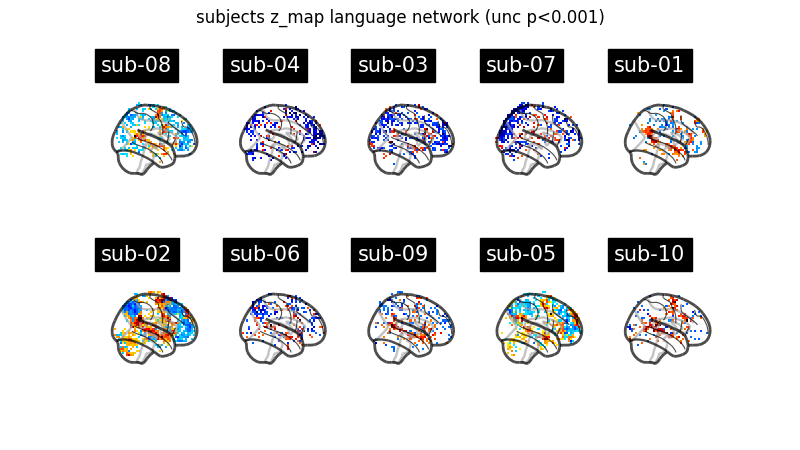 subjects z_map language network (unc p<0.001)
sub-08 sub-04 sub-03 sub-07 sub-01
sub-02 sub-06 sub-09 sub-05 sub-10